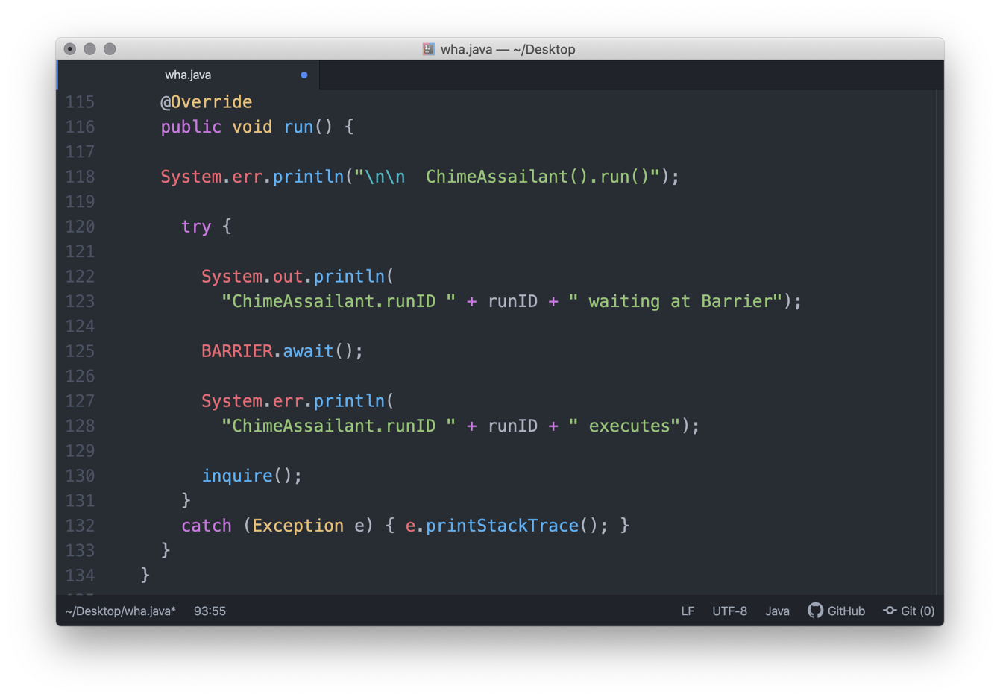 wha.java — ~/Desktop
wha.java
115 @Override
116 public void run() {
117
118 System.err.println("\n\n  ChimeAssailant().run()");
119
120 try {
121
122 System.out.println(
123 "ChimeAssailant.runID " + runID + " waiting at Barrier");
124
125 BARRIER.await();
126
127 System.err.println(
128 "ChimeAssailant.runID " + runID + " executes");
129
130 inquire();
131 }
132 catch (Exception e) { e.printStackTrace(); }
133 }
134 }
~/Desktop/wha.java* 93:55 LF UTF-8 Java GitHub Git (0)